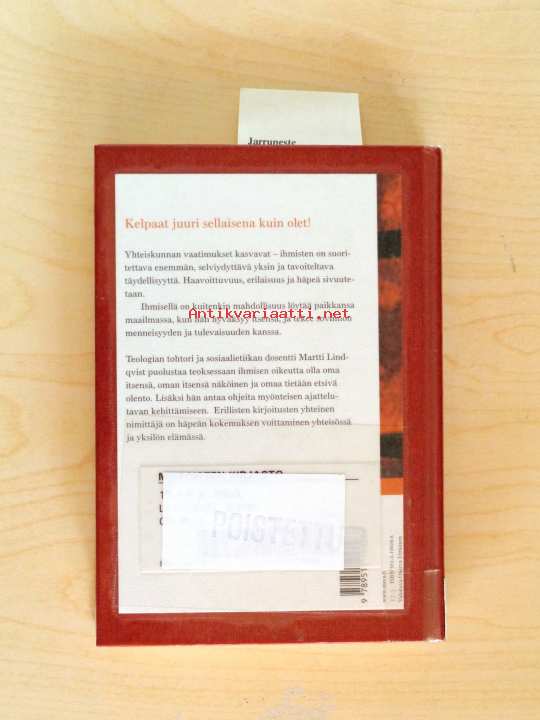 Jarruneste
Kelpaat juuri sellaisena kuin olet!
Yhteiskunnan vaatimukset kasvavat – ihmisten on suori-
tettava enemmän, selviydyttävä yksin ja tavoiteltava
täydellisyyttä. Haavoittuvuus, erilaisuus ja häpeä sivuute-
taan.
Ihmisellä on kuitenkin mahdollisuus löytää paikkansa
maailmassa, kun hän hyväksyy itsensä, ja tekee sovinnon
Antikvariaatti.net
menneisyyden ja tulevaisuuden kanssa.
Teologian tohtori ja sosiaalietiikan dosentti Martti Lind-
qvist puolustaa teoksessaan ihmisen oikeutta olla oma
itsensä, oman itsensä näköinen ja omaa tietään etsivä
olento. Lisäksi hän antaa ohjeita myönteisen ajattelu-
tavan kehittämiseen. Erillisten kirjoitusten yhteinen
nimittäjä on häpeän kokemuksen voittaminen yhteisössä
ja yksilön elämässä.
POISTETTU
9 78951